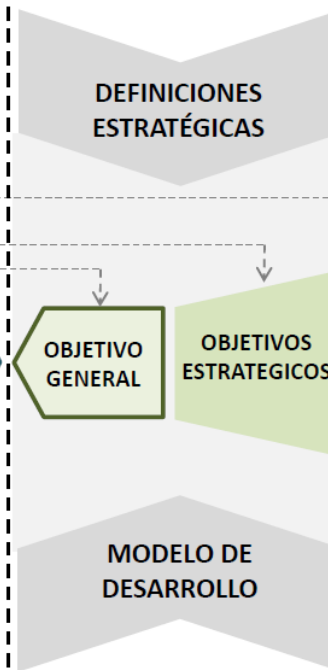 DEFINICIONES
ESTRATÉGICAS
OBJETIVO
GENERAL
OBJETIVOS
ESTRATEGICOS
MODELO DE
DESARROLLO